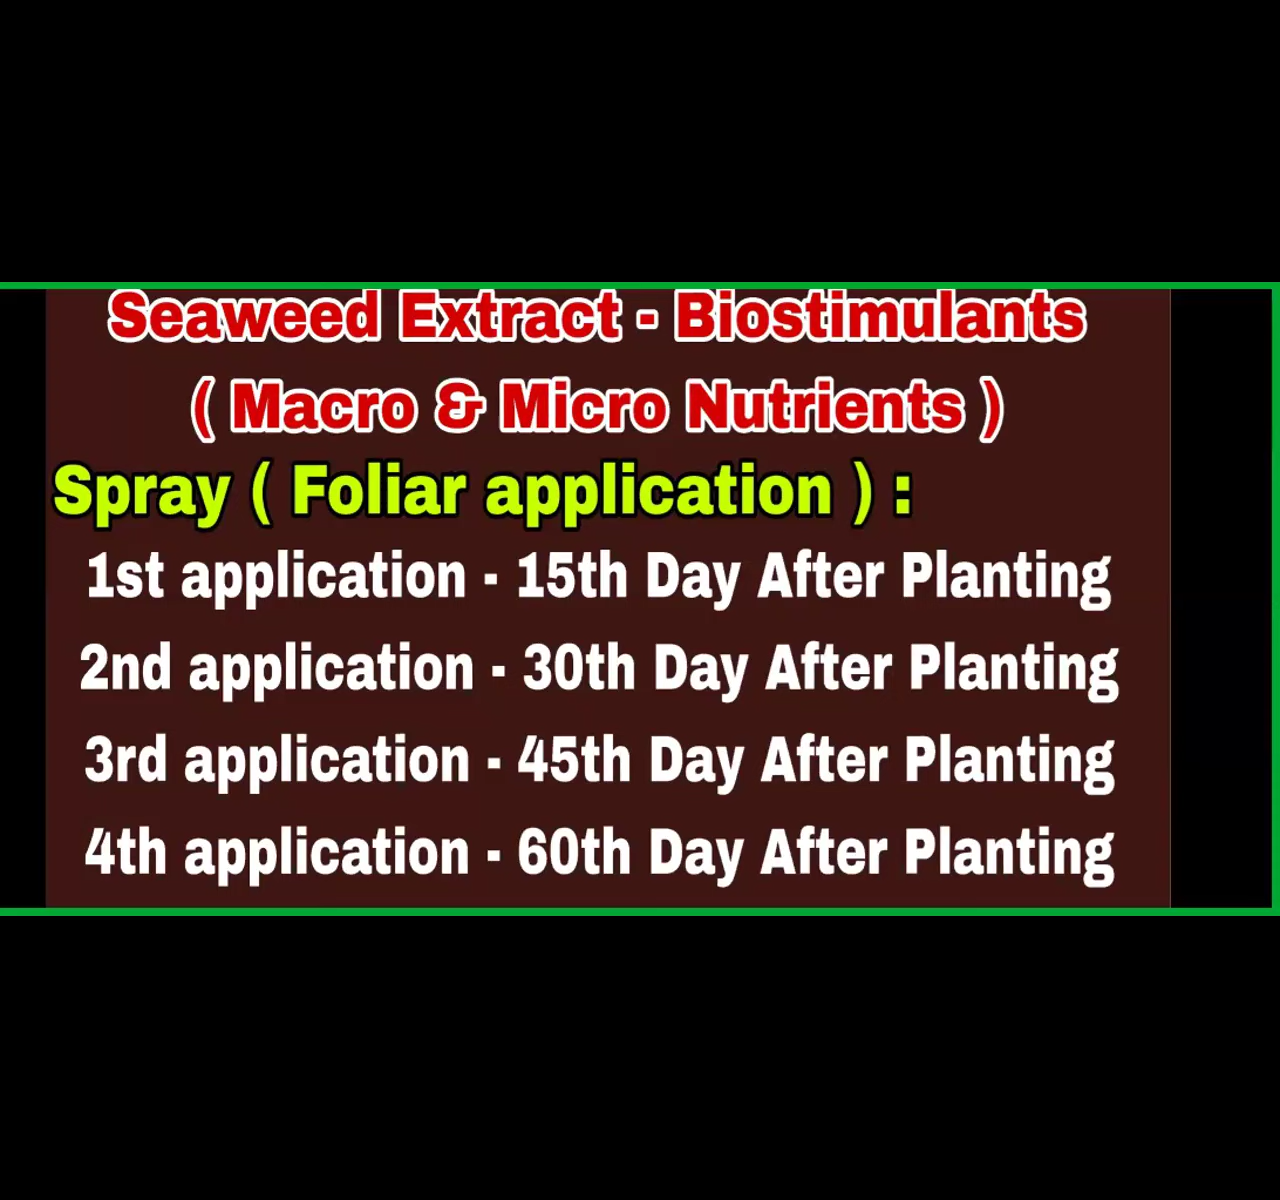 Seaweed Extract - Biostimulants
( Macro & Micro Nutrients )
Spray ( Foliar application ) :
1st application - 15th Day After Planting
2nd application - 30th Day After Planting
3rd application - 45th Day After Planting
4th application - 60th Day After Planting